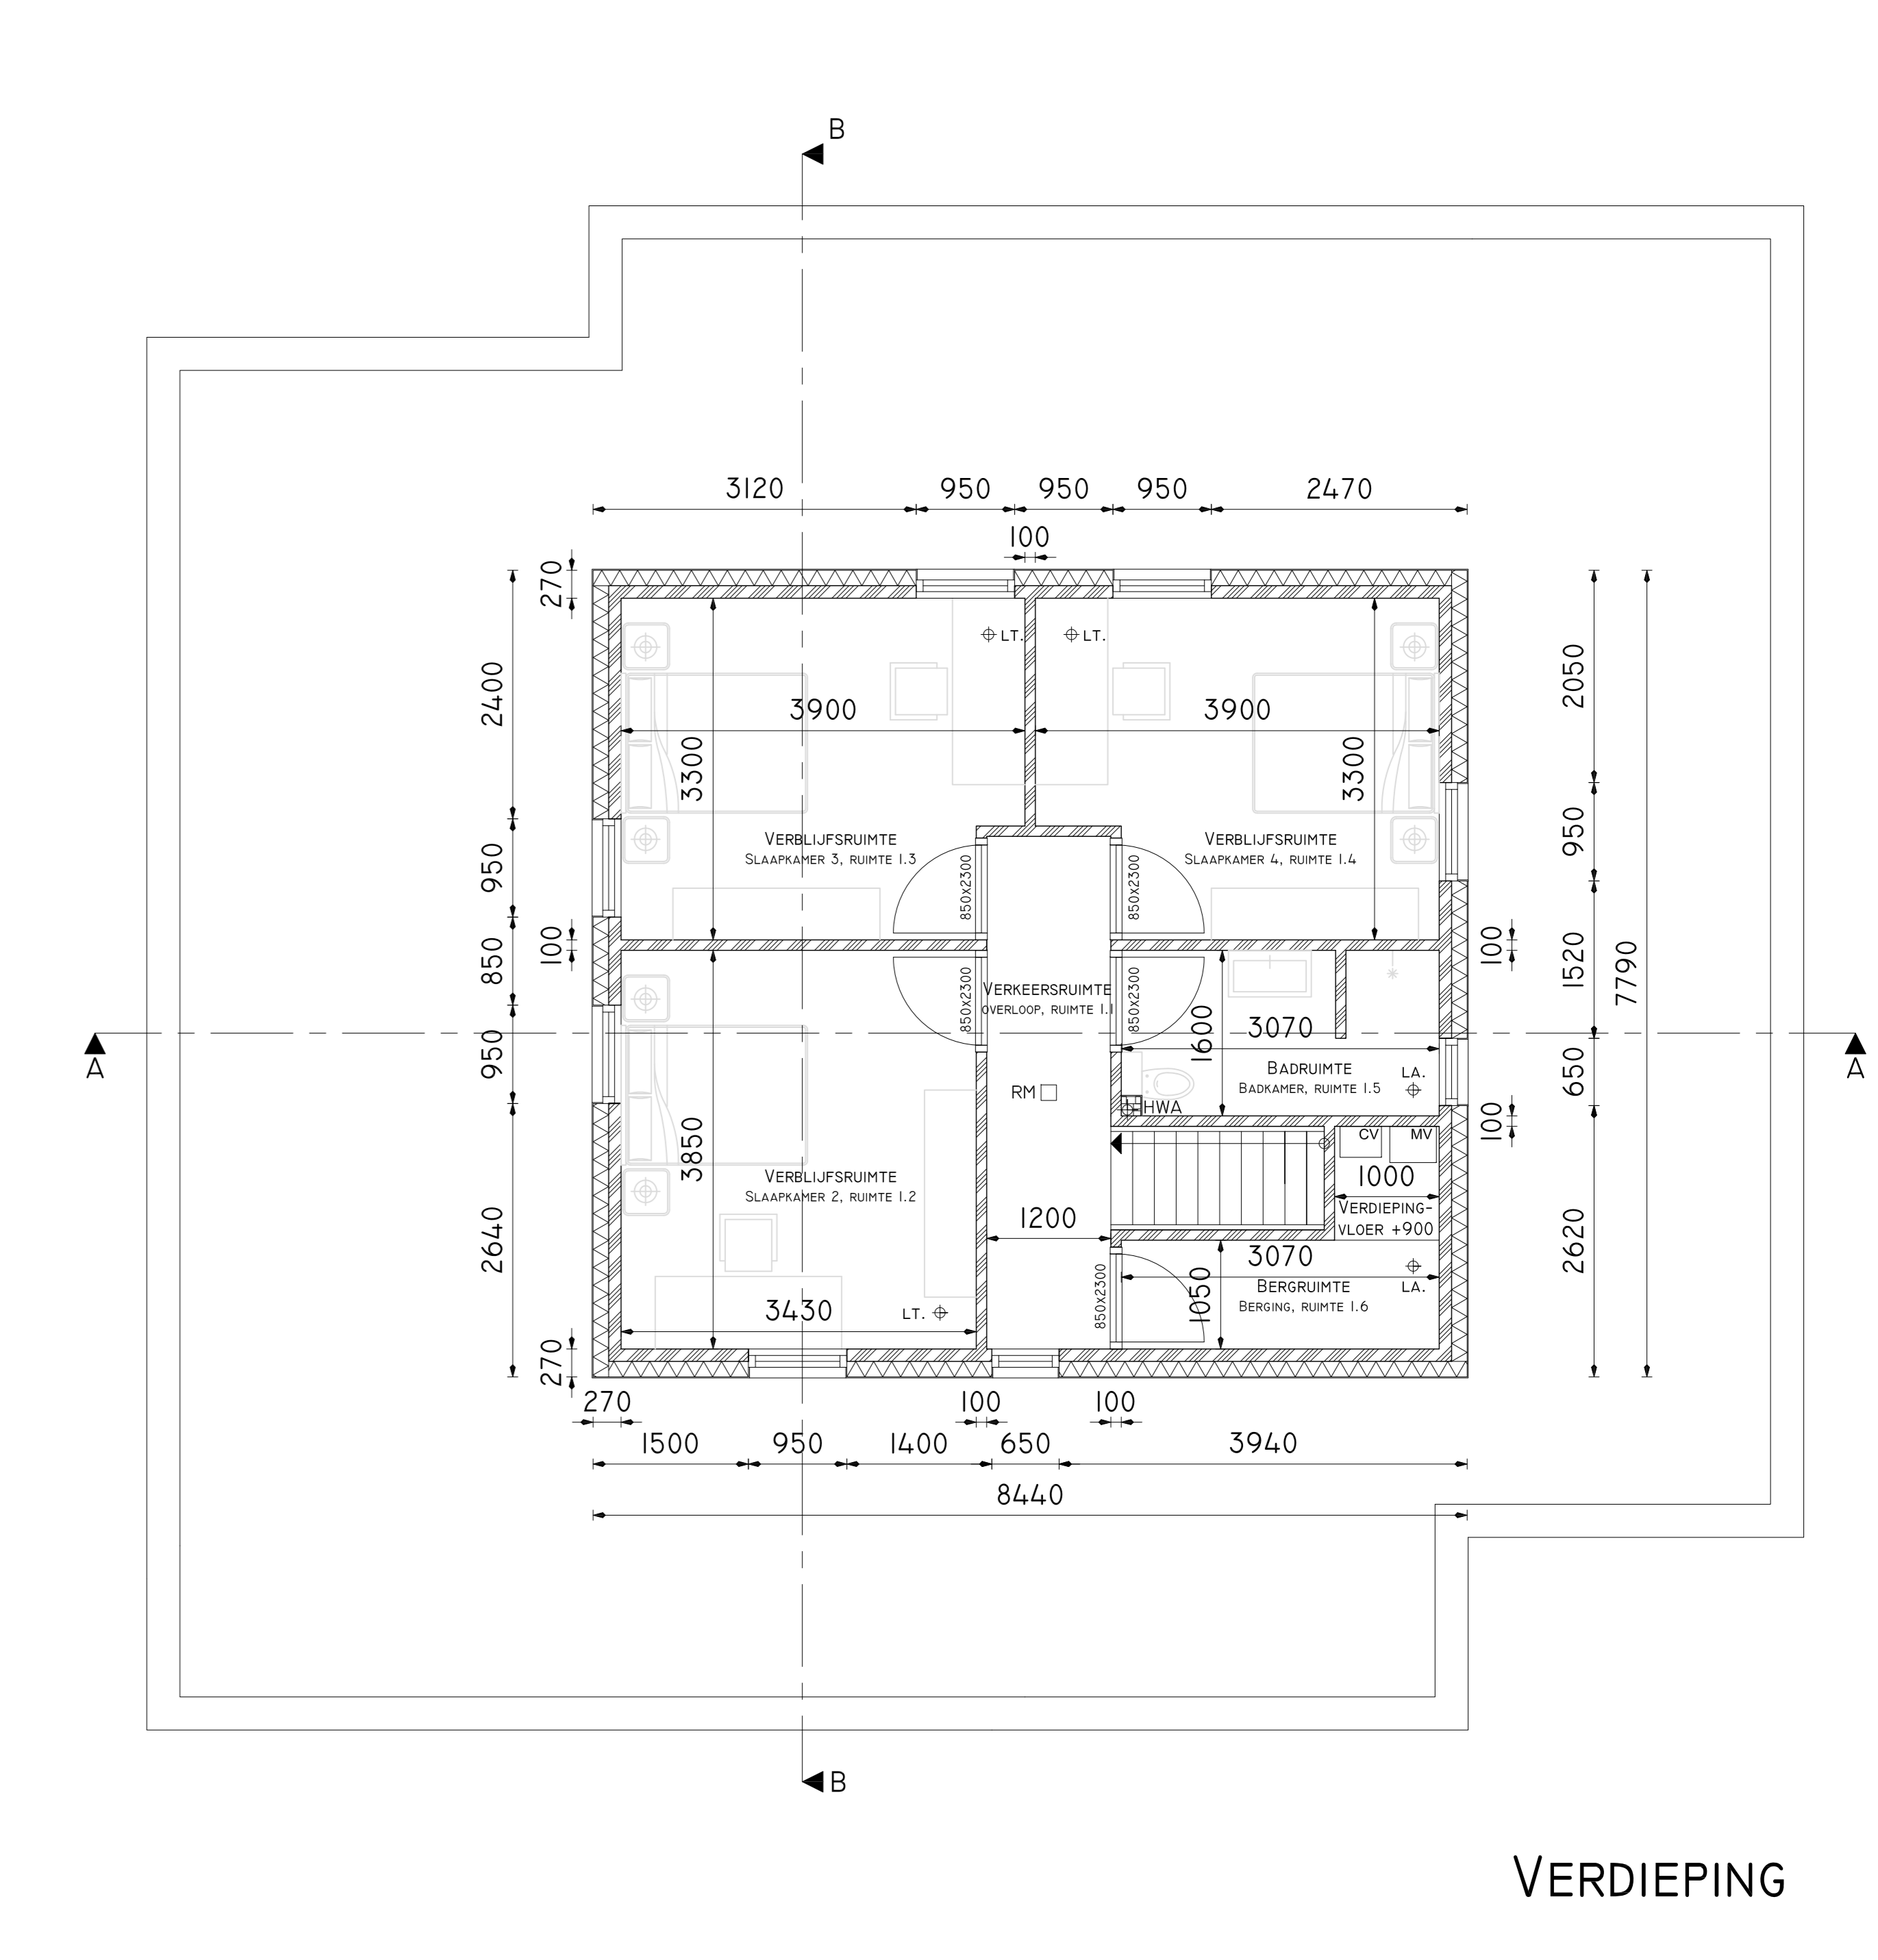 B
3120 950 950 950 2470
100
270
2400
2050
LT. LT.
3900 3900
3300 3300
VERBLIJFSRUIMTE
SLAAPKAMER 3, RUIMTE 1.3
VERBLIJFSRUIMTE
SLAAPKAMER 4, RUIMTE 1.4
950
950
850X2300 850X2300
850
100
100
1520
7790
VERKEERSRUIMTE
OVERLOOP, RUIMTE 1.1
850X2300 850X2300
1600
3070
A
A
950
650
BADRUIMTE
BADKAMER, RUIMTE 1.5
LA.
RM
HWA
100
CV MV
3850
VERBLIJFSRUIMTE
SLAAPKAMER 2, RUIMTE 1.2
1000
VERDIEPING-
VLOER +900
1200
2640
2620
3070
BERGRUIMTE
BERGING, RUIMTE 1.6
LA.
1050
850X2300
3430
LT.
270
270 100 100
1500 950 1400 650 3940
8440
B
VERDIEPING